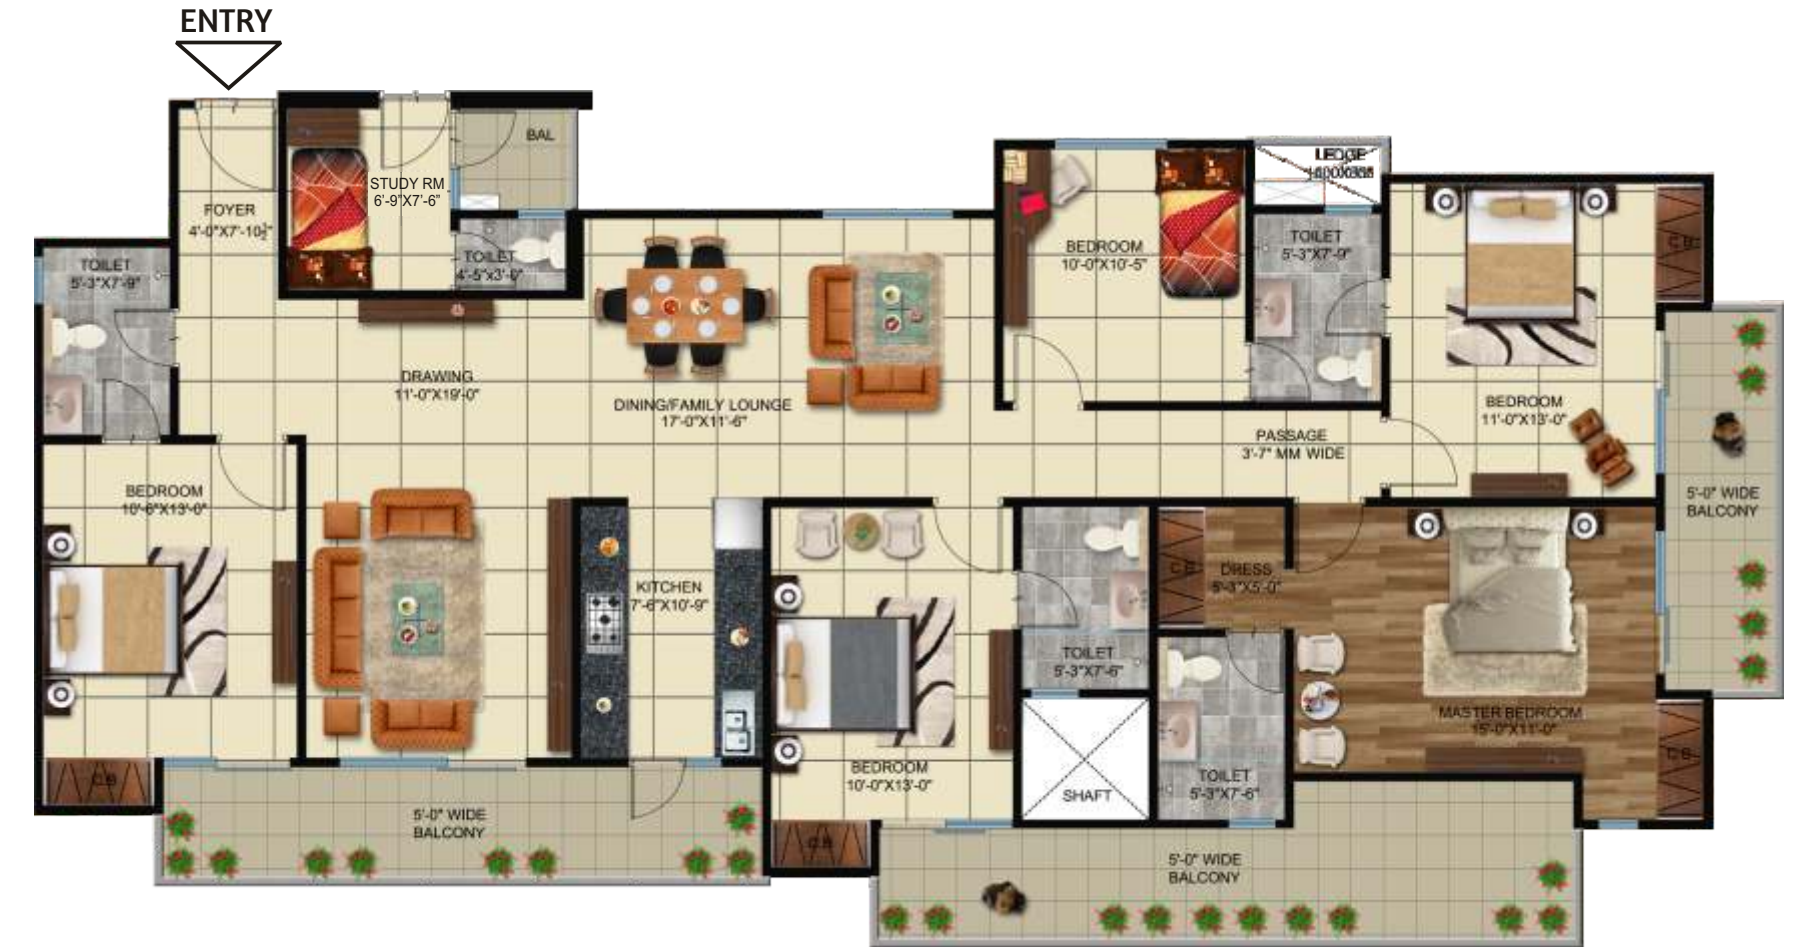 ENTRY
BAL
STUDY RM
6'-9"X7'-6"
FOYER
4'-0"X7'-10½"
TOILET
4'-5"x3'-0"
TOILET
5'-3"X7'-9"
LEDGE
BEDROOM
10'-0"X10'-5"
TOILET
5'-3"X7'-9"
C.B
DRAWING
11'-0"X19'-0"
DINING/FAMILY LOUNGE
17'-0"X11'-6"
BEDROOM
11'-0"X13'-0"
PASSAGE
3'-7" MM WIDE
BEDROOM
10'-6"X13'-0"
5'-0" WIDE
BALCONY
KITCHEN
7'-6"X10'-9"
C.B
DRESS
5'-3"X5'-0"
TOILET
5'-3"X7'-6"
MASTER BEDROOM
15'-0"X11'-0"
C.B
BEDROOM
10'-0"X13'-0"
C.B
SHAFT
TOILET
5'-3"X7'-6"
5'-0" WIDE
BALCONY
C.B
5'-0" WIDE
BALCONY